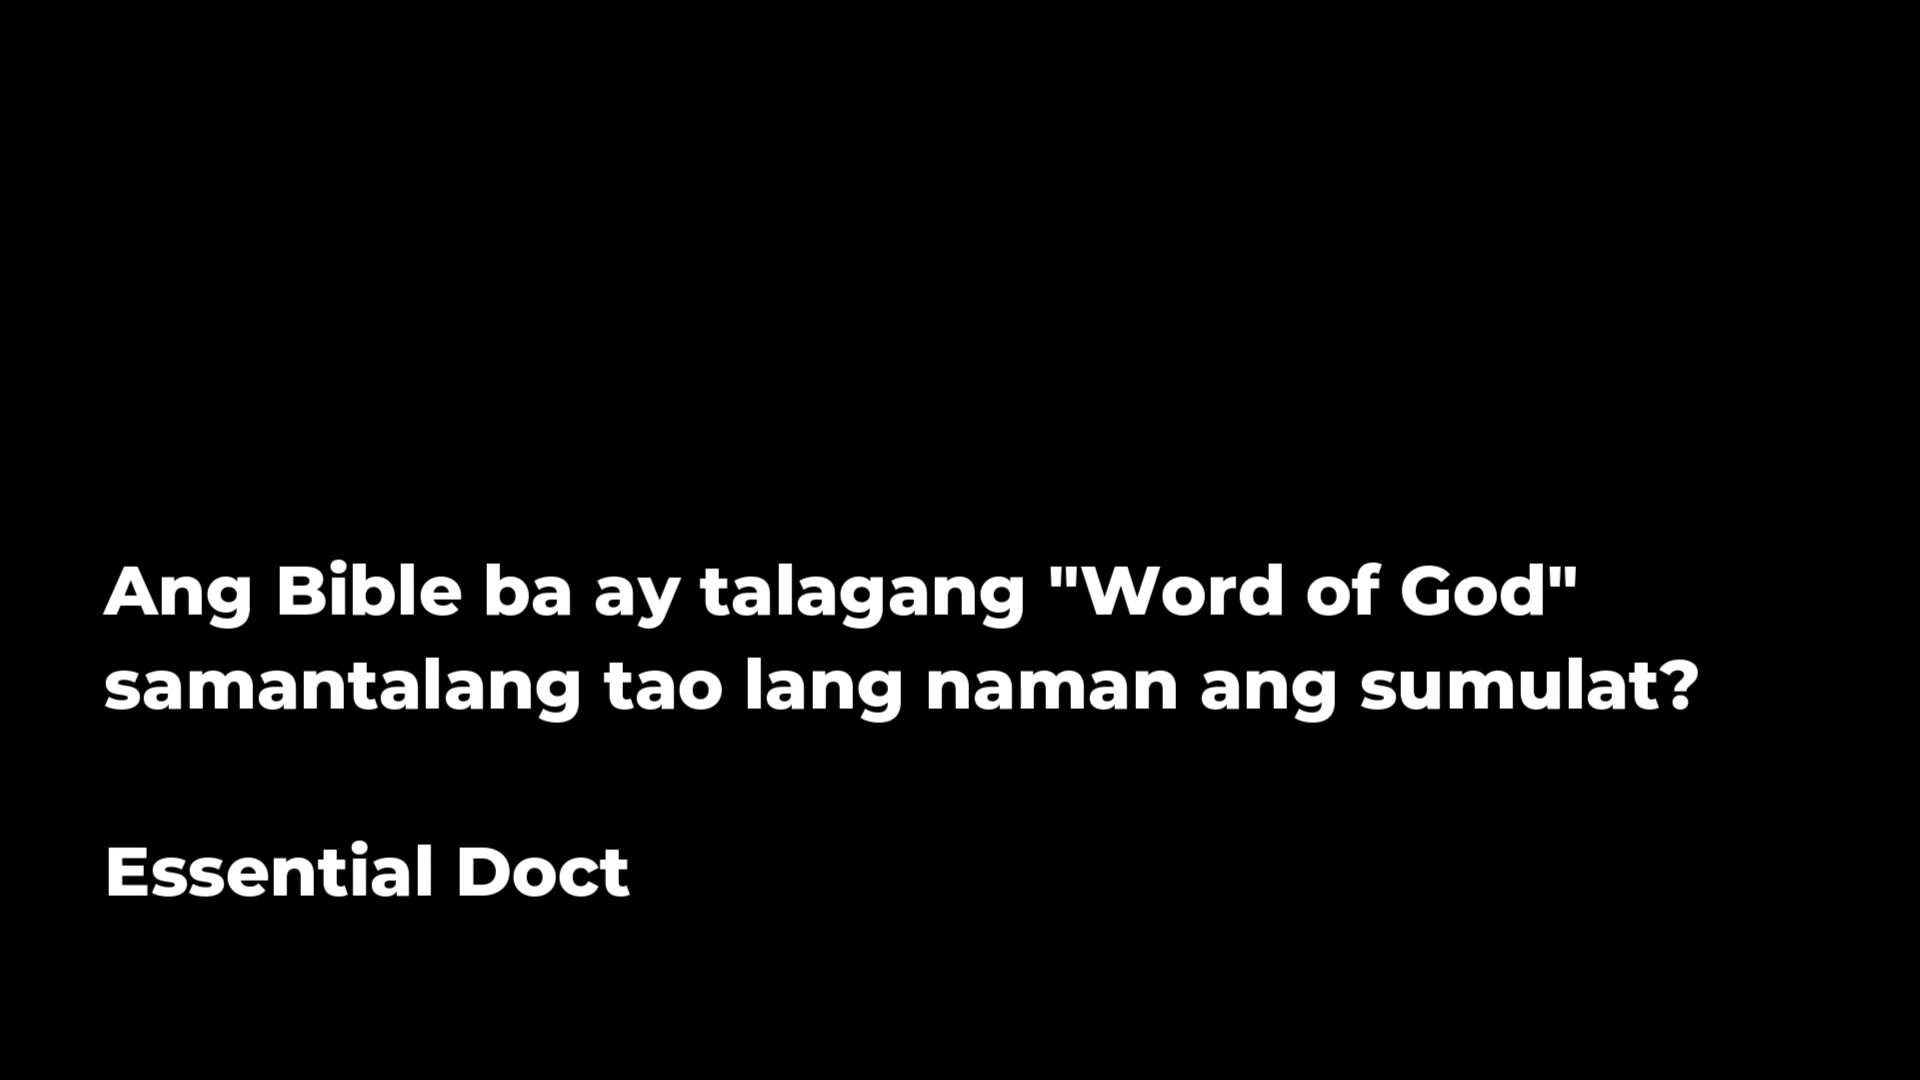 Ang Bible ba ay talagang "Word of God"
samantalang tao lang naman ang sumulat?
Essential Doct